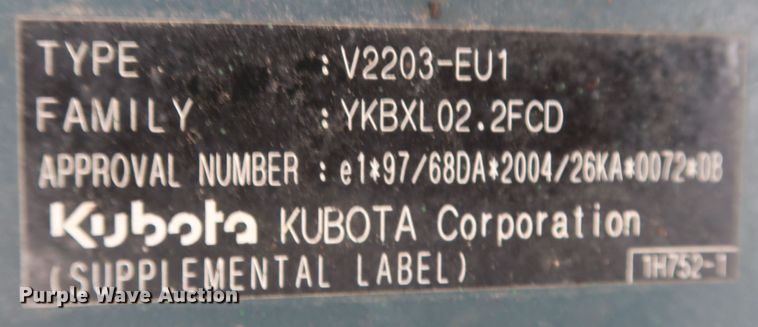 TYPE : V2203-EU1
FAMILY : YKBXL02.2FCD
APPROVAL NUMBER : e1*97/68DA*2004/26KA*0072*0B
Kubota KUBOTA Corporation
(SUPPLEMENTAL LABEL) 1H752-1
Purple Wave Auction